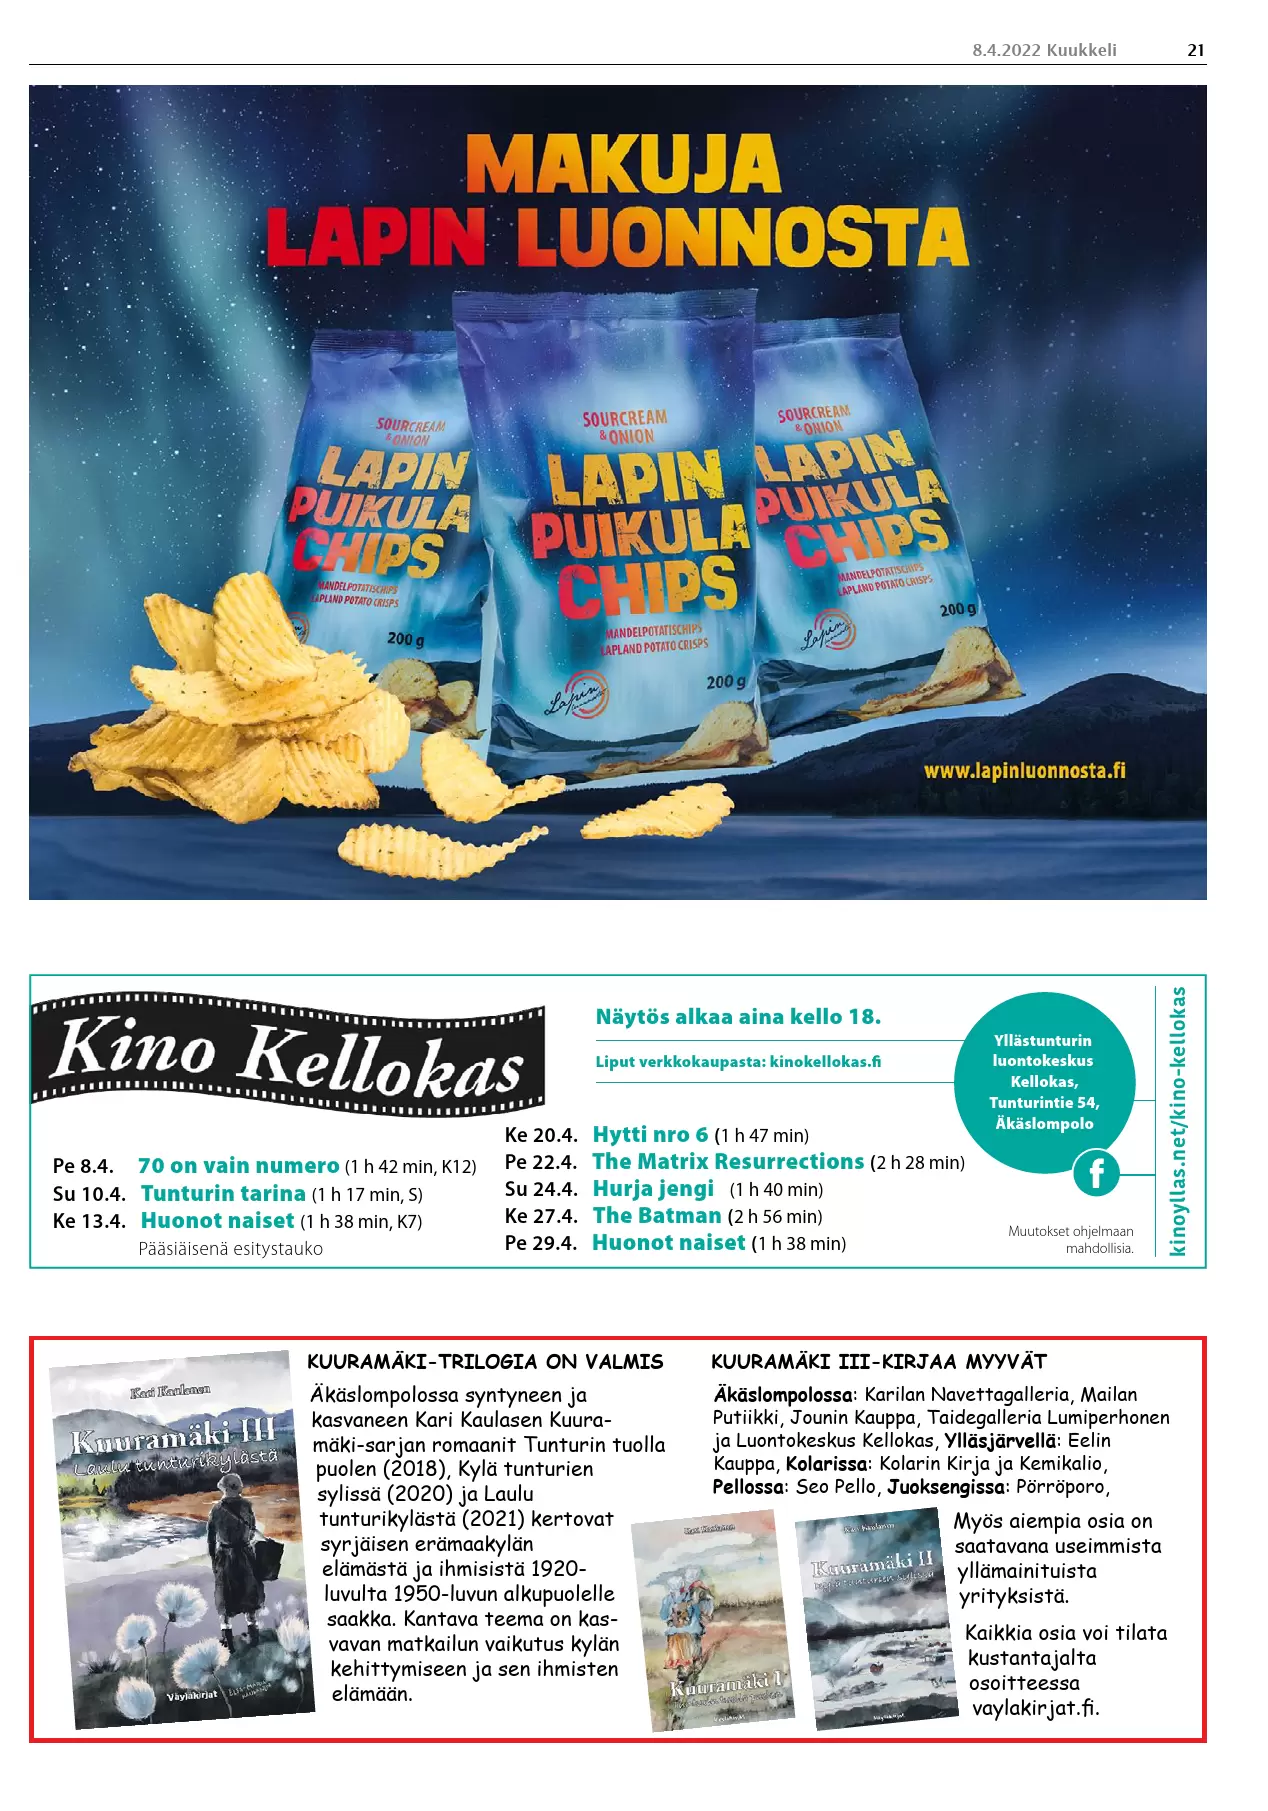 8.4.2022 Kuukkeli 21
MAKUJA
LAPIN LUONNOSTA
SOURCREAM
& ONION
LAPIN
PUIKULA
CHIPS
MANDELPOTATISCHIPS
LAPLAND POTATO CRISPS
200 g
SOURCREAM
& ONION
LAPIN
PUIKULA
CHIPS
MANDELPOTATISCHIPS
LAPLAND POTATO CRISPS
Lapin
200 g
SOURCREAM
& ONION
LAPIN
PUIKULA
CHIPS
MANDELPOTATISCHIPS
LAPLAND POTATO CRISPS
Lapin
200 g
www.lapinluonnosta.fi
Kino Kellokas
Pe 8.4. 70 on vain numero (1 h 42 min, K12)
Su 10.4. Tunturin tarina (1 h 17 min, S)
Ke 13.4. Huonot naiset (1 h 38 min, K7)
Pääsiäisenä esitystauko
Näytös alkaa aina kello 18.
Liput verkkokaupasta: kinokellokas.fi
Ke 20.4. Hytti nro 6 (1 h 47 min)
Pe 22.4. The Matrix Resurrections (2 h 28 min)
Su 24.4. Hurja jengi (1 h 40 min)
Ke 27.4. The Batman (2 h 56 min)
Pe 29.4. Huonot naiset (1 h 38 min)
Yllästunturin
luontokeskus
Kellokas,
Tunturintie 54,
Äkäslompolo
f
Muutokset ohjelmaan
mahdollisia.
kinoyllas.net/kino-kellokas
Kari Kaulanen
Kuuramäki III
Laulu tunturikylästä
Väyläkirjat
KUURAMÄKI-TRILOGIA ON VALMIS
Äkäslompolossa syntyneen ja
kasvaneen Kari Kaulasen Kuura-
mäki-sarjan romaanit Tunturin tuolla
puolen (2018), Kylä tunturien
sylissä (2020) ja Laulu
tunturikylästä (2021) kertovat
syrjäisen erämaakylän
elämästä ja ihmisistä 1920-
luvulta 1950-luvun alkupuolelle
saakka. Kantava teema on kas-
vavan matkailun vaikutus kylän
kehittymiseen ja sen ihmisten
elämään.
KUURAMÄKI III-KIRJAA MYYVÄT
Äkäslompolossa: Karilan Navettagalleria, Mailan
Putiikki, Jounin Kauppa, Taidegalleria Lumiperhonen
ja Luontokeskus Kellokas, Ylläsjärvellä: Eelin
Kauppa, Kolarissa: Kolarin Kirja ja Kemikalio,
Pellossa: Seo Pello, Juoksengissa: Pörröporo,
Kari Kaulanen
Kuuramäki I
Väyläkirjat
Kari Kaulanen
Kuuramäki II
Kylä tunturien sylissä
Väyläkirjat
Myös aiempia osia on
saatavana useimmista
yllämainituista
yrityksistä.
Kaikkia osia voi tilata
kustantajalta
osoitteessa
vaylakirjat.fi.